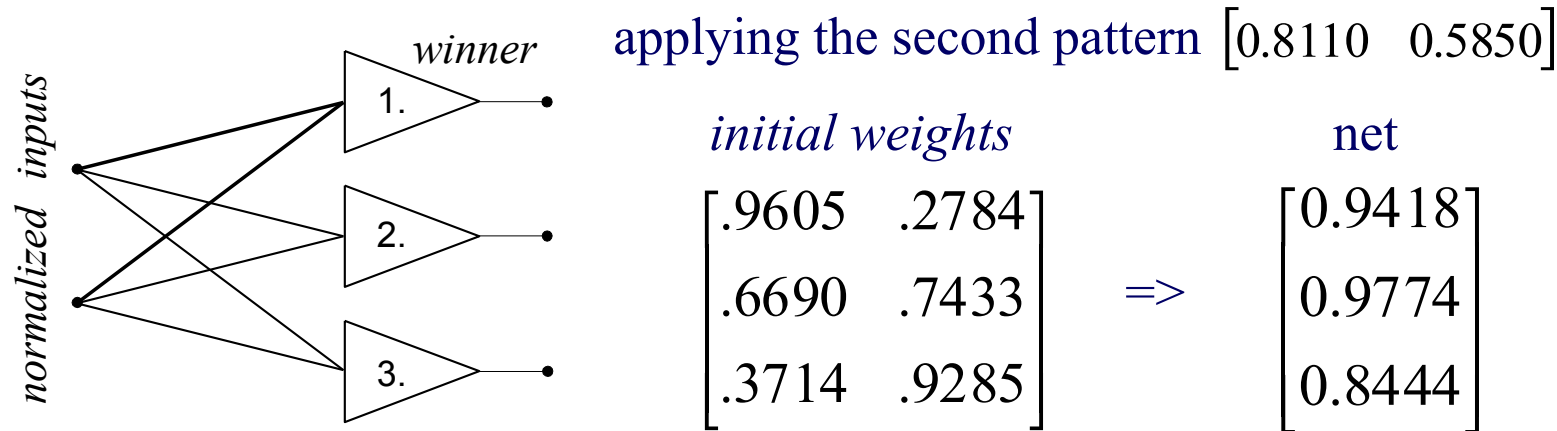 applying the second pattern [0.8110 0.5850]
winner
normalized inputs
1.
2.
3.
initial weights
.9605 .2784
.6690 .7433
.3714 .9285
=>
net
0.9418
0.9774
0.8444